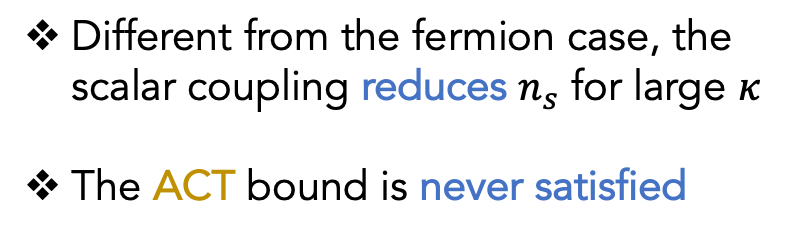 ❖ Different from the fermion case, the
scalar coupling reduces nₛ for large κ
❖ The ACT bound is never satisfied